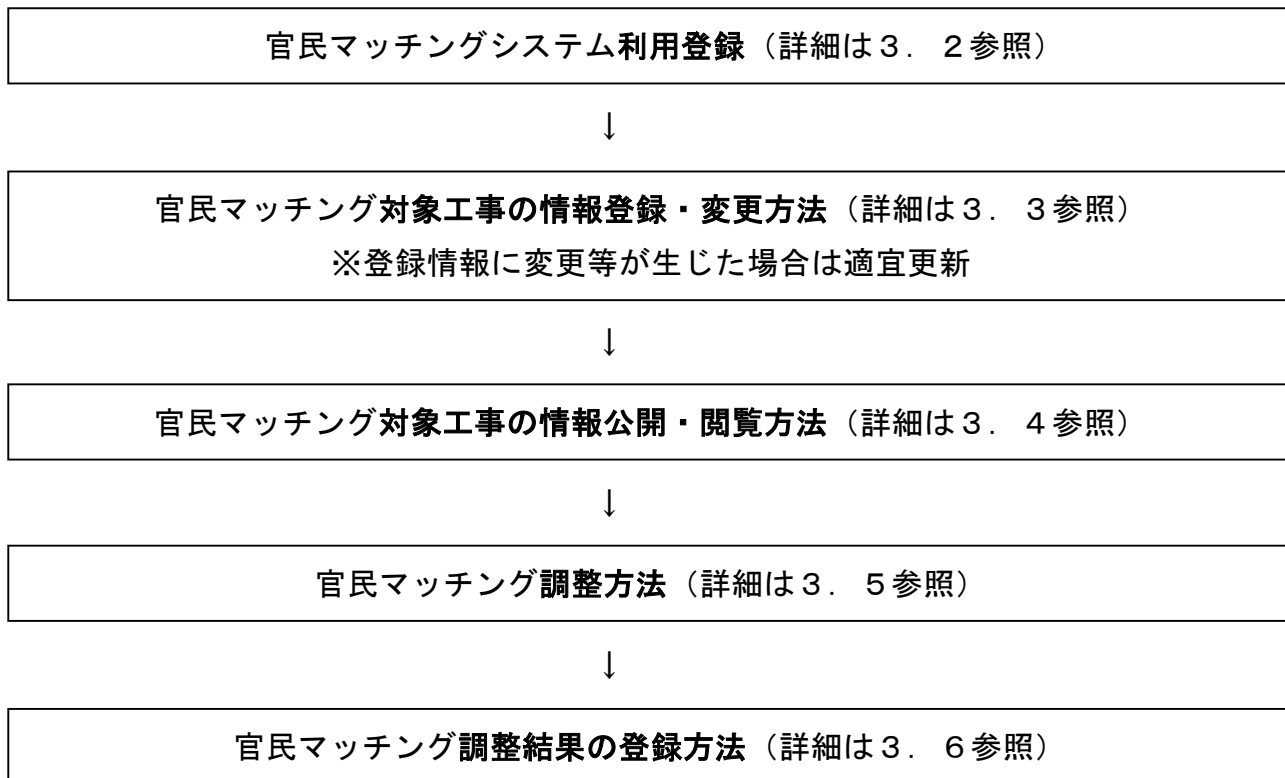 官民マッチングシステム利用登録（詳細は３．２参照）
↓
官民マッチング対象工事の情報登録・変更方法（詳細は３．３参照）
※登録情報に変更等が生じた場合は適宜更新
↓
官民マッチング対象工事の情報公開・閲覧方法（詳細は３．４参照）
↓
官民マッチング調整方法（詳細は３．５参照）
↓
官民マッチング調整結果の登録方法（詳細は３．６参照）